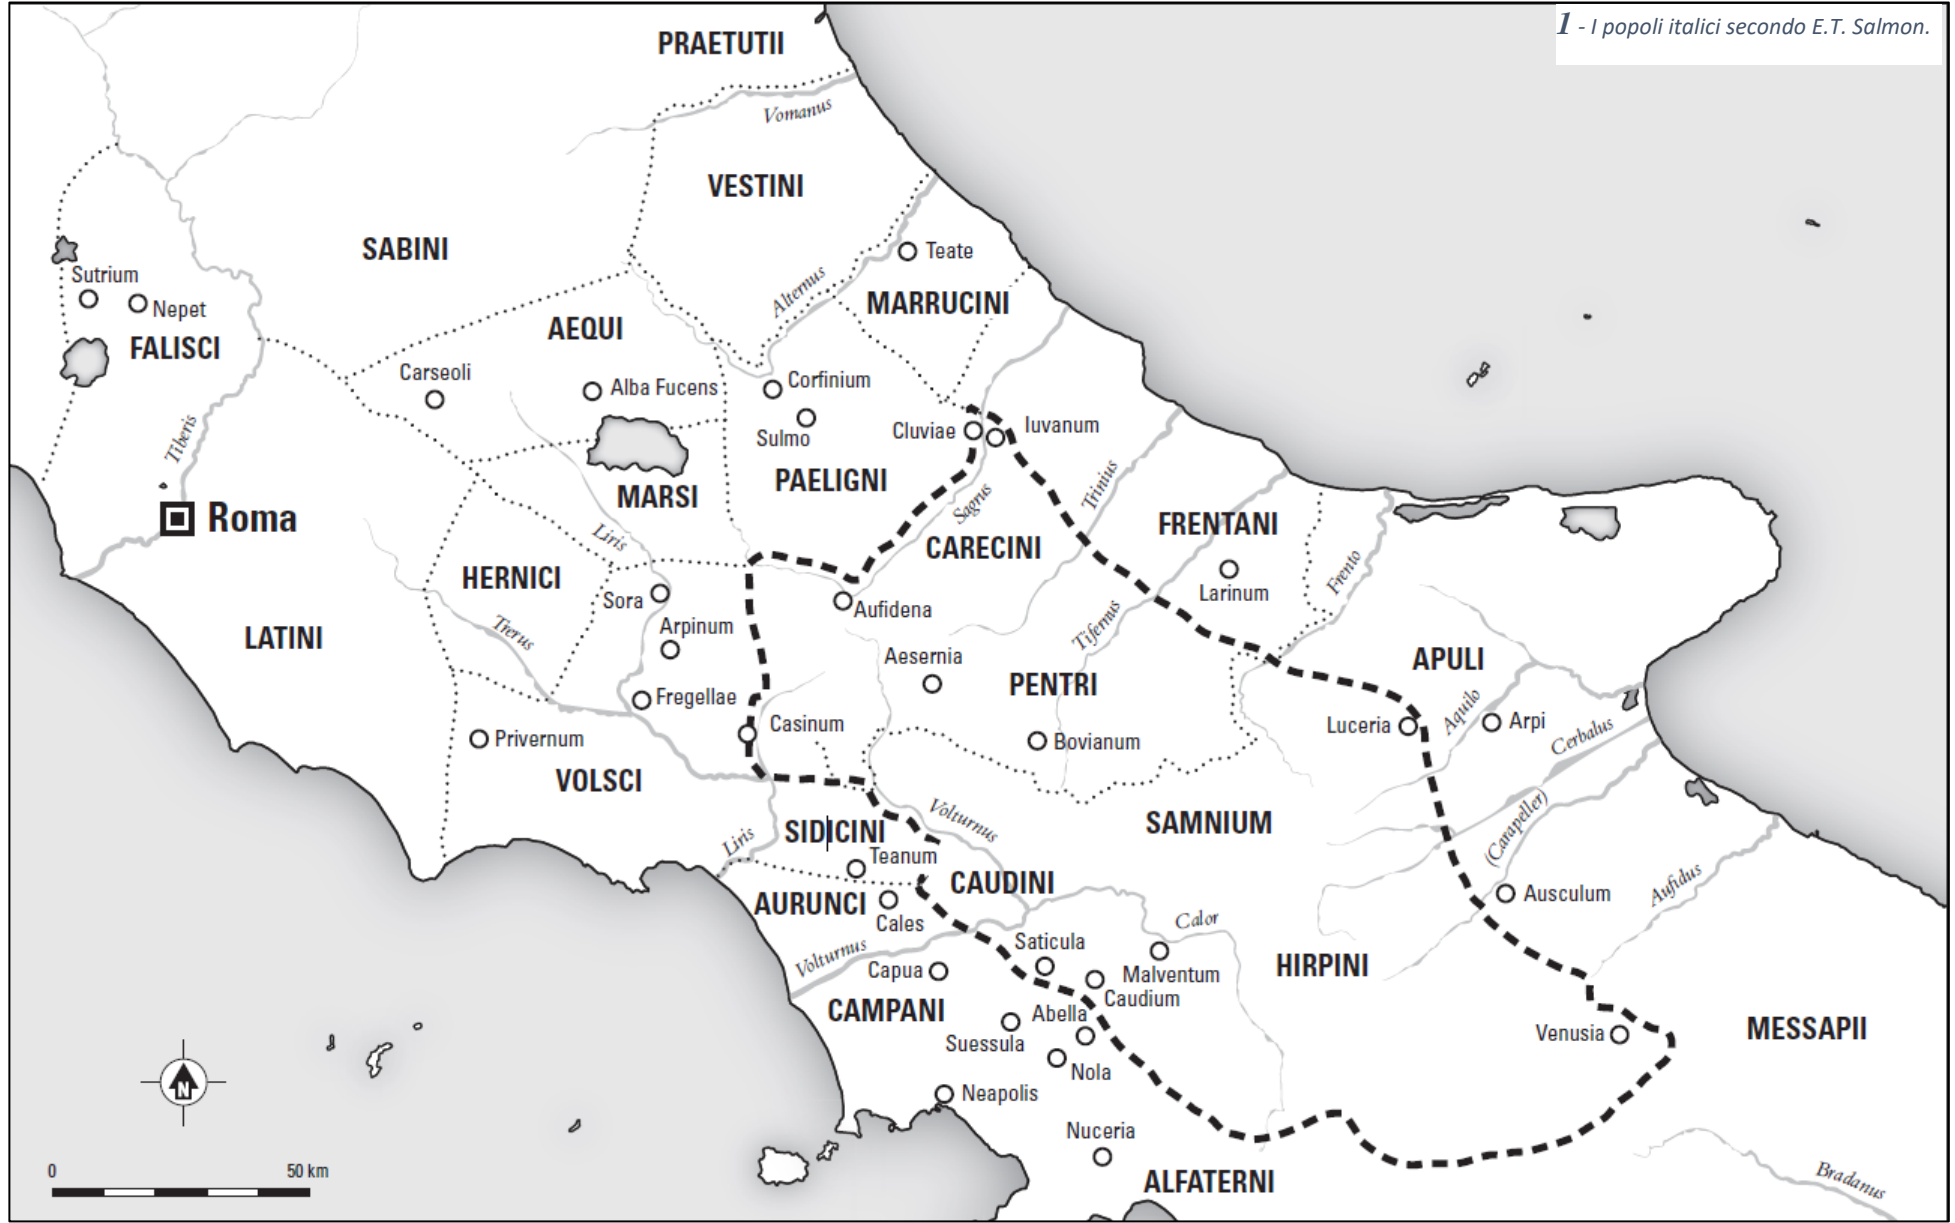 1 - I popoli italici secondo E.T. Salmon.
PRAETUTII
Vomanus
VESTINI
SABINI
Teate
Sutrium
Nepet
Alternus
MARRUCINI
AEQUI
FALISCI
Carseoli
Alba Fucens
Corfinium
Sulmo
Cluviae
Iuvanum
Tiberis
PAELIGNI
MARSI
Sagrus
Trinius
Roma
FRENTANI
Liris
CARECINI
HERNICI
Frento
Larinum
Sora
Aufidena
Trerus
Arpinum
Tifernus
LATINI
Aesernia
APULI
PENTRI
Fregellae
Casinum
Luceria
Aquilo
Arpi
Cerbalus
Privernum
Bovianum
VOLSCI
Volturnus
SAMNIUM
(Carapeller)
SIDICINI
Liris
Teanum
CAUDINI
Aufidus
Ausculum
AURUNCI
Cales
Calor
Saticula
Volturnus
Capua
Malventum
HIRPINI
Caudium
CAMPANI
Abella
Suessula
Venusia
MESSAPII
Nola
N
Neapolis
Nuceria
0 50 km
ALFATERNI
Bradanus